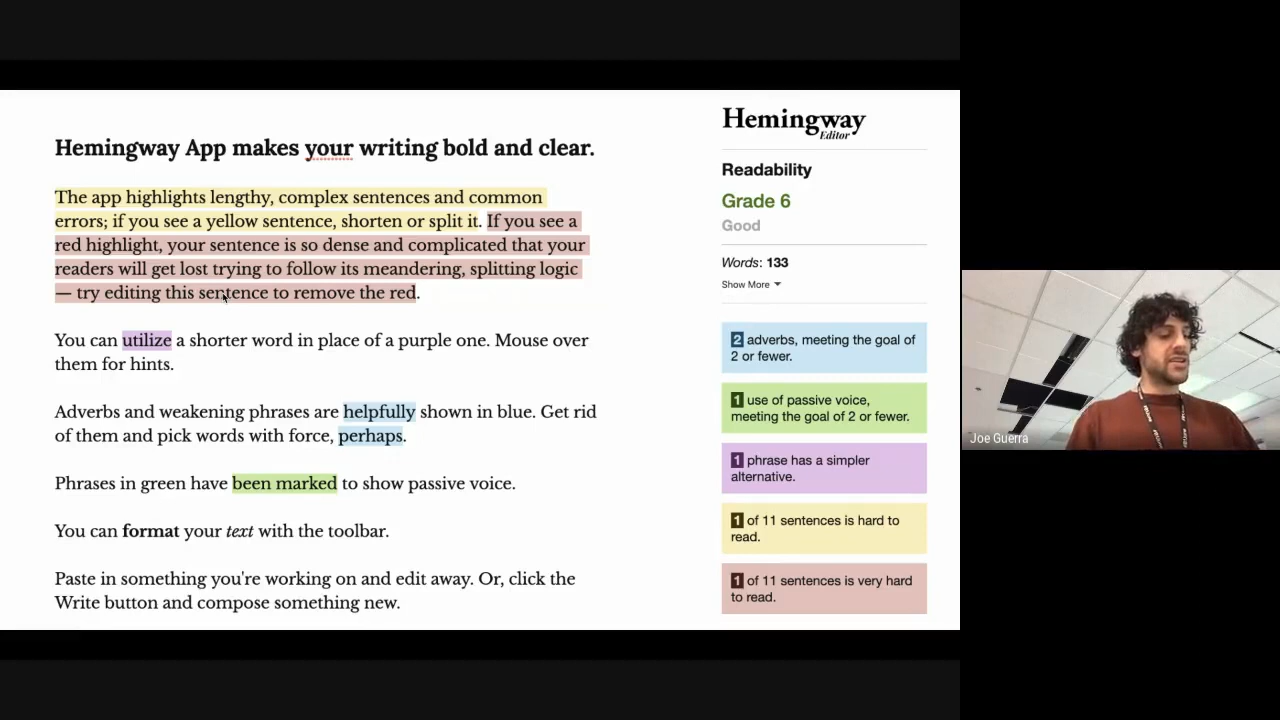 Hemingway App makes your writing bold and clear.
The app highlights lengthy, complex sentences and common
errors; if you see a yellow sentence, shorten or split it. If you see a
red highlight, your sentence is so dense and complicated that your
readers will get lost trying to follow its meandering, splitting logic
— try editing this sentence to remove the red.
You can utilize a shorter word in place of a purple one. Mouse over
them for hints.
Adverbs and weakening phrases are helpfully shown in blue. Get rid
of them and pick words with force, perhaps.
Phrases in green have been marked to show passive voice.
You can format your text with the toolbar.
Paste in something you're working on and edit away. Or, click the
Write button and compose something new.
Hemingway
Editor
Readability
Grade 6
Good
Words: 133
Show More
2 adverbs, meeting the goal of
2 or fewer.
1 use of passive voice,
meeting the goal of 2 or fewer.
1 phrase has a simpler
alternative.
1 of 11 sentences is hard to
read.
1 of 11 sentences is very hard
to read.
Joe Guerra